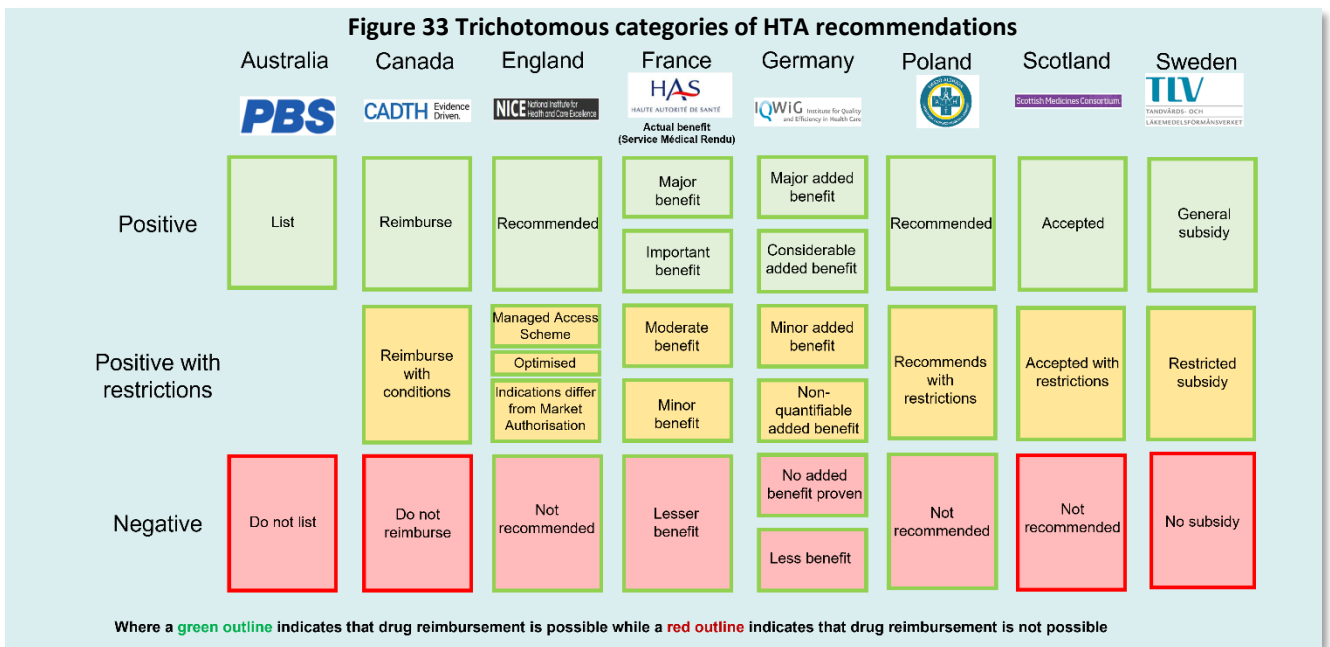 Figure 33 Trichotomous categories of HTA recommendations
Australia Canada England France Germany Poland Scotland Sweden
PBS
CADTH Evidence
Driven.
NICE National Institute for
Health and Care Excellence
HAS
HAUTE AUTORITÉ DE SANTÉ
Actual benefit
(Service Médical Rendu)
IQWiG Institute for Quality
and Efficiency in Health Care
Scottish Medicines Consortium
TLV
TANDVÅRDS- OCH
LÄKEMEDELSFÖRMÅNSVERKET
Positive
List
Reimburse
Recommended
Major
benefit
Important
benefit
Major added
benefit
Considerable
added benefit
Recommended
Accepted
General
subsidy
Positive with
restrictions
Reimburse
with
conditions
Managed Access
Scheme
Optimised
Indications differ
from Market
Authorisation
Moderate
benefit
Minor
benefit
Minor added
benefit
Non-
quantifiable
added benefit
Recommends
with
restrictions
Accepted with
restrictions
Restricted
subsidy
Negative
Do not list
Do not
reimburse
Not
recommended
Lesser
benefit
No added
benefit proven
Less benefit
Not
recommended
Not
recommended
No subsidy
Where a green outline indicates that drug reimbursement is possible while a red outline indicates that drug reimbursement is not possible